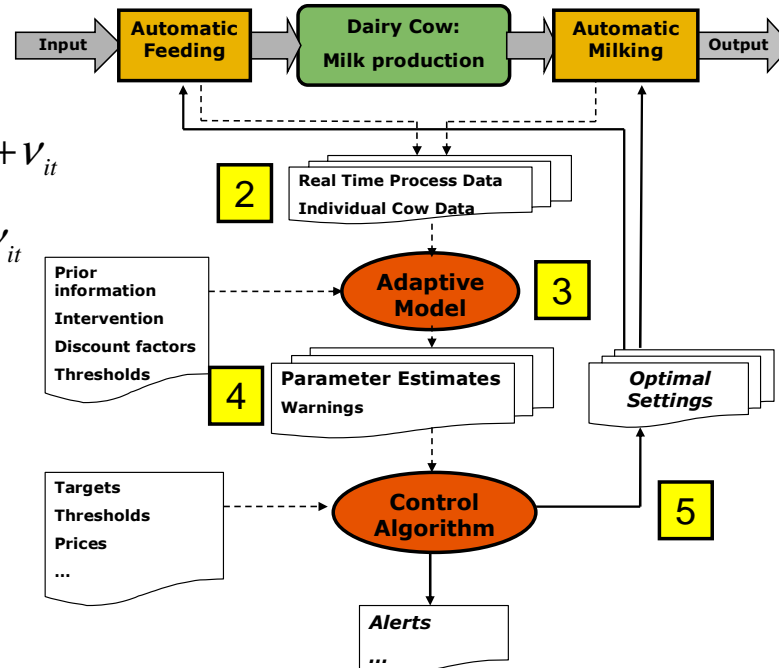 Input
Automatic
Feeding
Dairy Cow:
Milk production
Automatic
Milking
Output
+ν_it
ν_it
2
Real Time Process Data
Individual Cow Data
Prior
information
Intervention
Discount factors
Thresholds
Adaptive
Model
3
4
Parameter Estimates
Warnings
Optimal
Settings
Targets
Thresholds
Prices
...
Control
Algorithm
5
Alerts
...